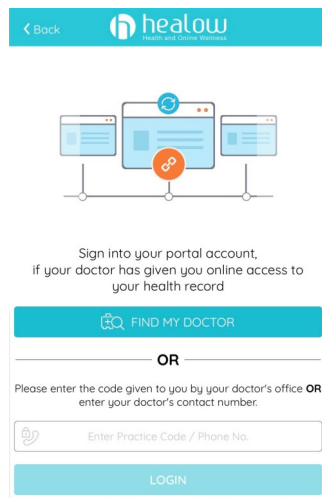 Back
healow
Health and Online Wellness
Sign into your portal account,
if your doctor has given you online access to
your health record
FIND MY DOCTOR
OR
Please enter the code given to you by your doctor's office OR
enter your doctor's contact number.
Enter Practice Code / Phone No.
LOGIN